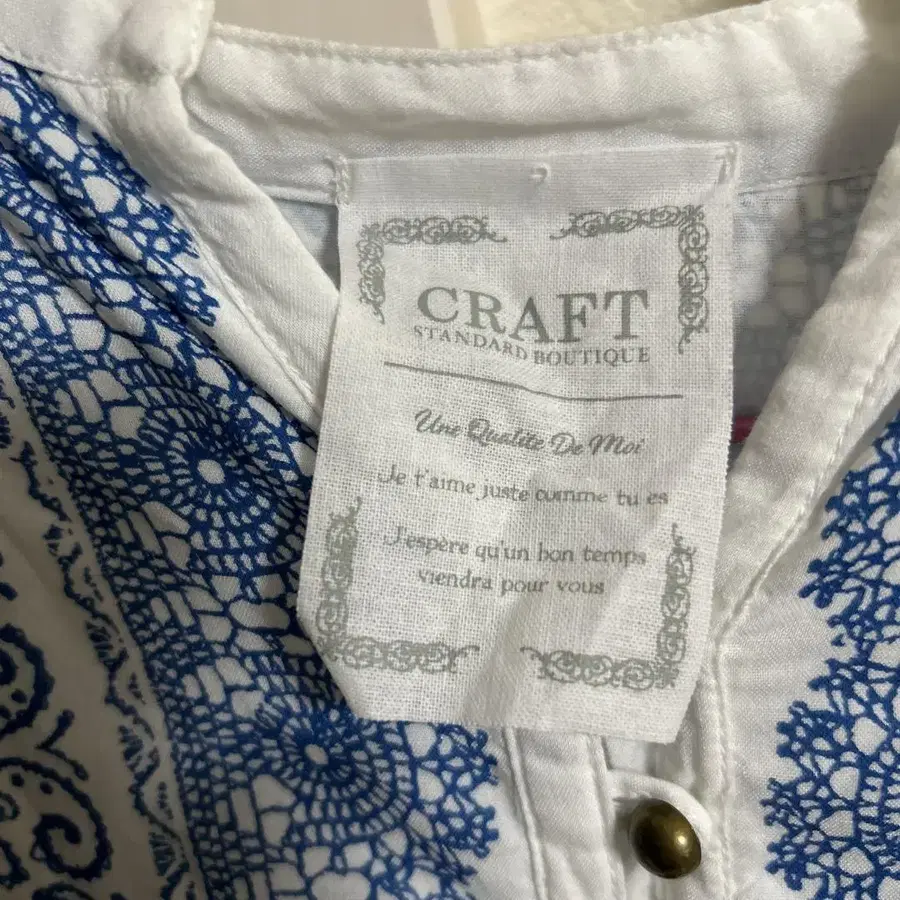 CRAFT
STANDARD BOUTIQUE
Une Qualite De Moi
Je t'aime juste comme tu es
J'espère qu'un bon temps
viendra pour vous